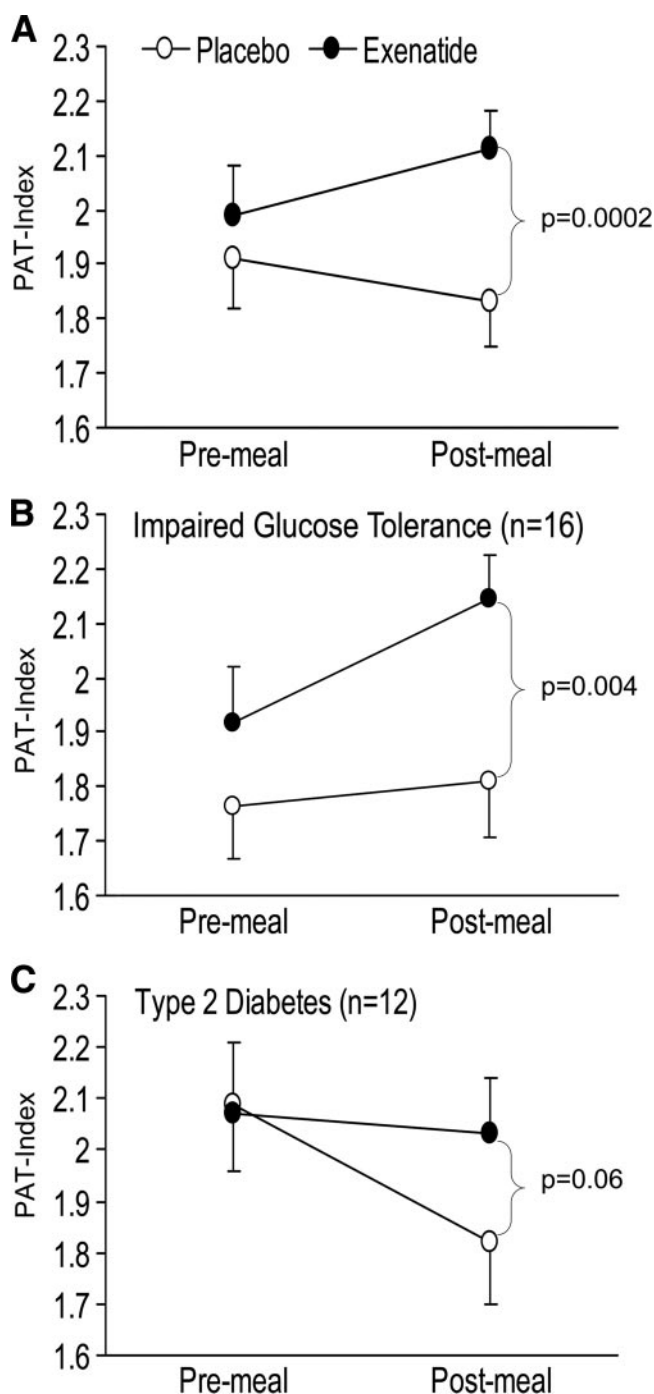 A
Placebo Exenatide
2.3
2.2
2.1
2
1.9
1.8
1.7
1.6
PAT-Index
p=0.0002
Pre-meal Post-meal
B
Impaired Glucose Tolerance (n=16)
2.3
2.2
2.1
2
1.9
1.8
1.7
1.6
PAT-Index
p=0.004
Pre-meal Post-meal
C
Type 2 Diabetes (n=12)
2.3
2.2
2.1
2
1.9
1.8
1.7
1.6
PAT-Index
p=0.06
Pre-meal Post-meal